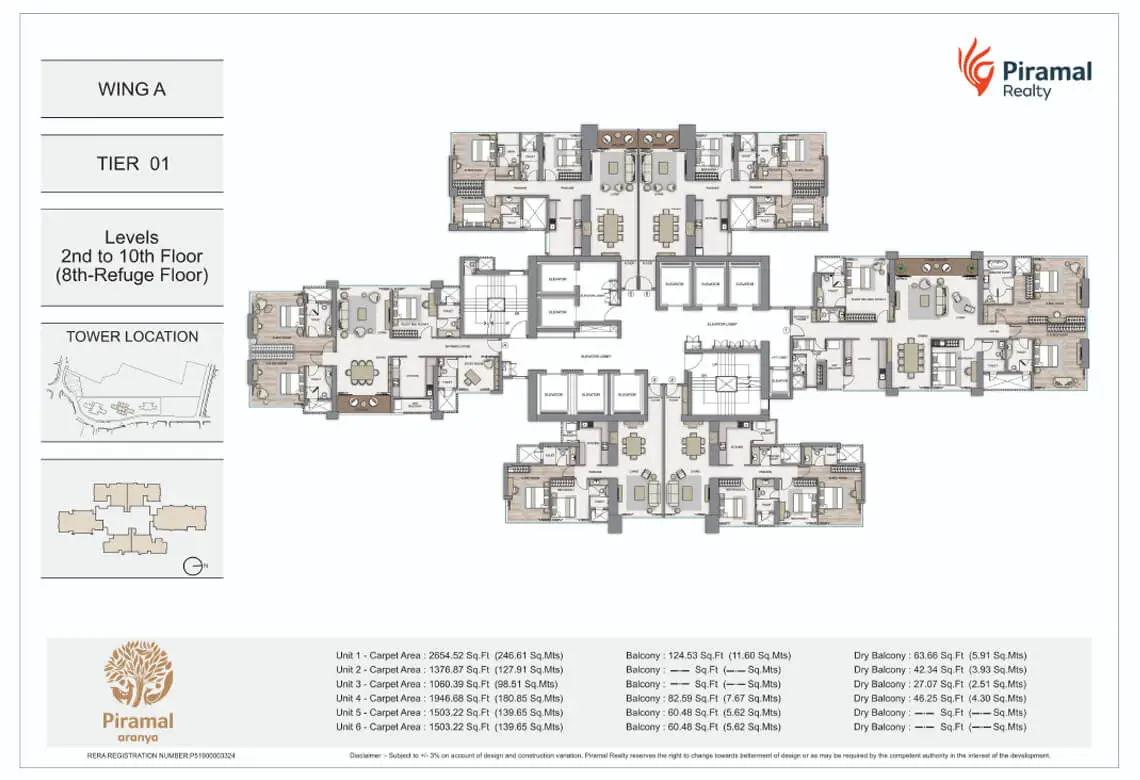 WING A
Piramal
Realty
TIER 01
Levels
2nd to 10th Floor
(8th-Refuge Floor)
TOWER LOCATION
N
ELEVATOR
ELEVATOR
ELEVATOR LOBBY
ELEVATOR
ELEVATOR
ELEVATOR
ELEVATOR
ELEVATOR LOBBY
ELEVATOR LOBBY
ELEVATOR
ELEVATOR
ELEVATOR
ELEVATOR
Piramal
aranya
Unit 1 - Carpet Area : 2654.52 Sq.Ft (246.61 Sq.Mts) Balcony : 124.53 Sq.Ft (11.60 Sq.Mts) Dry Balcony : 63.66 Sq.Ft (5.91 Sq.Mts)
Unit 2 - Carpet Area : 1376.87 Sq.Ft (127.91 Sq.Mts) Balcony : —-— Sq.Ft (—-— Sq.Mts) Dry Balcony : 42.34 Sq.Ft (3.93 Sq.Mts)
Unit 3 - Carpet Area : 1060.39 Sq.Ft (98.51 Sq.Mts) Balcony : —-— Sq.Ft (—-— Sq.Mts) Dry Balcony : 27.07 Sq.Ft (2.51 Sq.Mts)
Unit 4 - Carpet Area : 1946.68 Sq.Ft (180.85 Sq.Mts) Balcony : 82.59 Sq.Ft (7.67 Sq.Mts) Dry Balcony : 46.25 Sq.Ft (4.30 Sq.Mts)
Unit 5 - Carpet Area : 1503.22 Sq.Ft (139.65 Sq.Mts) Balcony : 60.48 Sq.Ft (5.62 Sq.Mts) Dry Balcony : —-— Sq.Ft (—-— Sq.Mts)
Unit 6 - Carpet Area : 1503.22 Sq.Ft (139.65 Sq.Mts) Balcony : 60.48 Sq.Ft (5.62 Sq.Mts) Dry Balcony : —-— Sq.Ft (—-— Sq.Mts)
RERA REGISTRATION NUMBER:P51900003324
Disclaimer :- Subject to +/- 3% on account of design and construction variation. Piramal Realty reserves the right to change towards betterment of design or as may be required by the competent authority in the interest of the development.